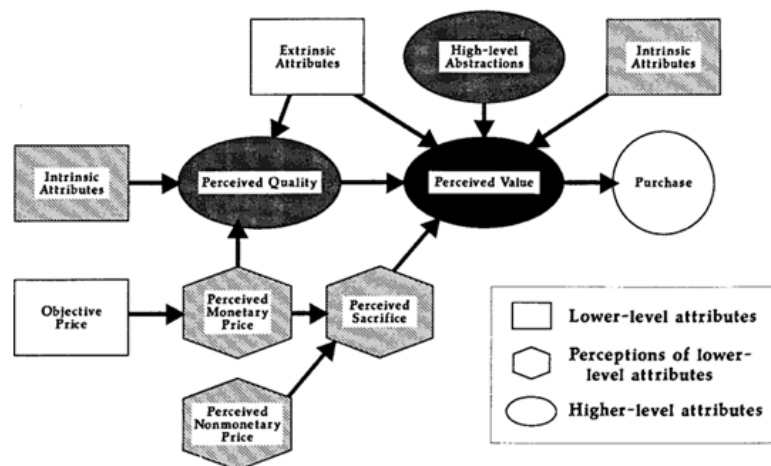 Extrinsic
Attributes
High-level
Abstractions
Intrinsic
Attributes
Intrinsic
Attributes
Perceived Quality
Perceived Value
Purchase
Objective
Price
Perceived
Monetary
Price
Perceived
Sacrifice
Perceived
Nonmonetary
Price
Lower-level attributes
Perceptions of lower-
level attributes
Higher-level attributes